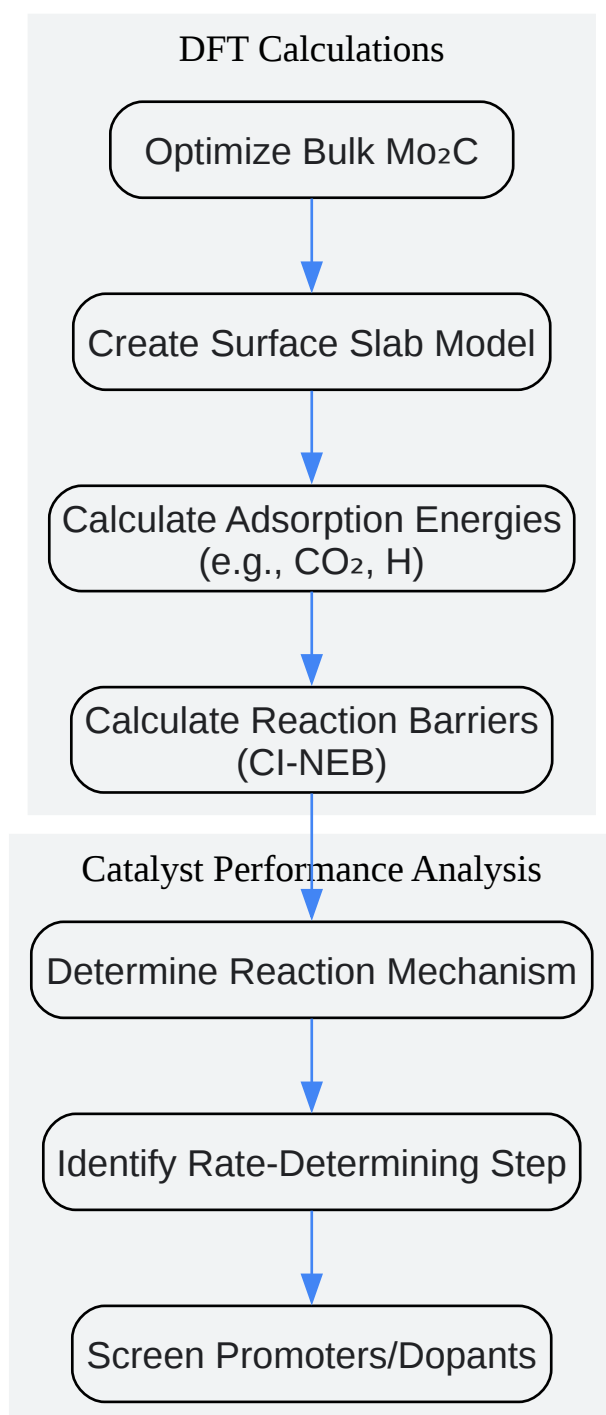 DFT Calculations
Optimize Bulk Mo₂C
Create Surface Slab Model
Calculate Adsorption Energies
(e.g., CO₂, H)
Calculate Reaction Barriers
(CI-NEB)
Catalyst Performance Analysis
Determine Reaction Mechanism
Identify Rate-Determining Step
Screen Promoters/Dopants